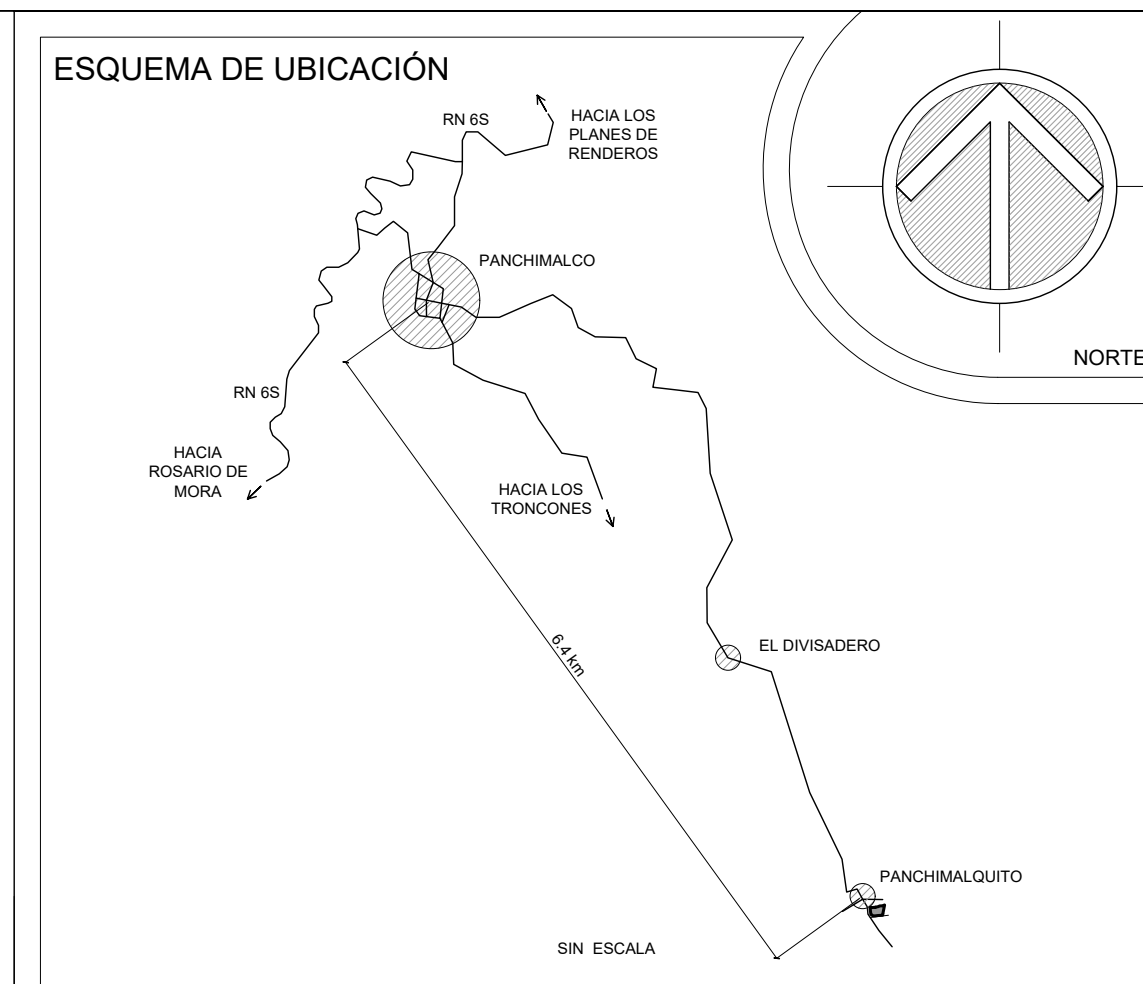 ESQUEMA DE UBICACIÓN
RN 6S
HACIA LOS
PLANES DE
RENDEROS
PANCHIMALCO
NORTE
RN 6S
HACIA
ROSARIO DE
MORA
HACIA LOS
TRONCONES
6.4 km
EL DIVISADERO
PANCHIMALQUITO
SIN ESCALA